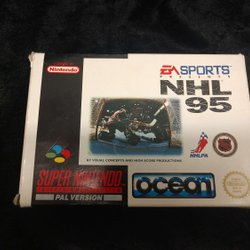 Nintendo
EA SPORTS
PRESENTS
NHL
95
NHLPA
BY VISUAL CONCEPTS AND HIGH SCORE PRODUCTIONS
SUPER NINTENDO
PAL VERSION
ocean